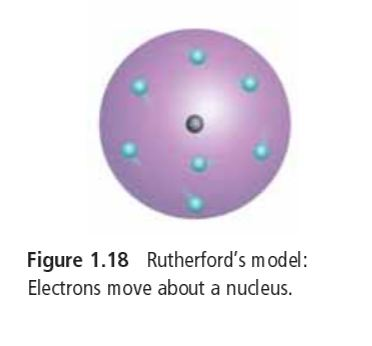 Figure 1.18 Rutherford's model:
Electrons move about a nucleus.